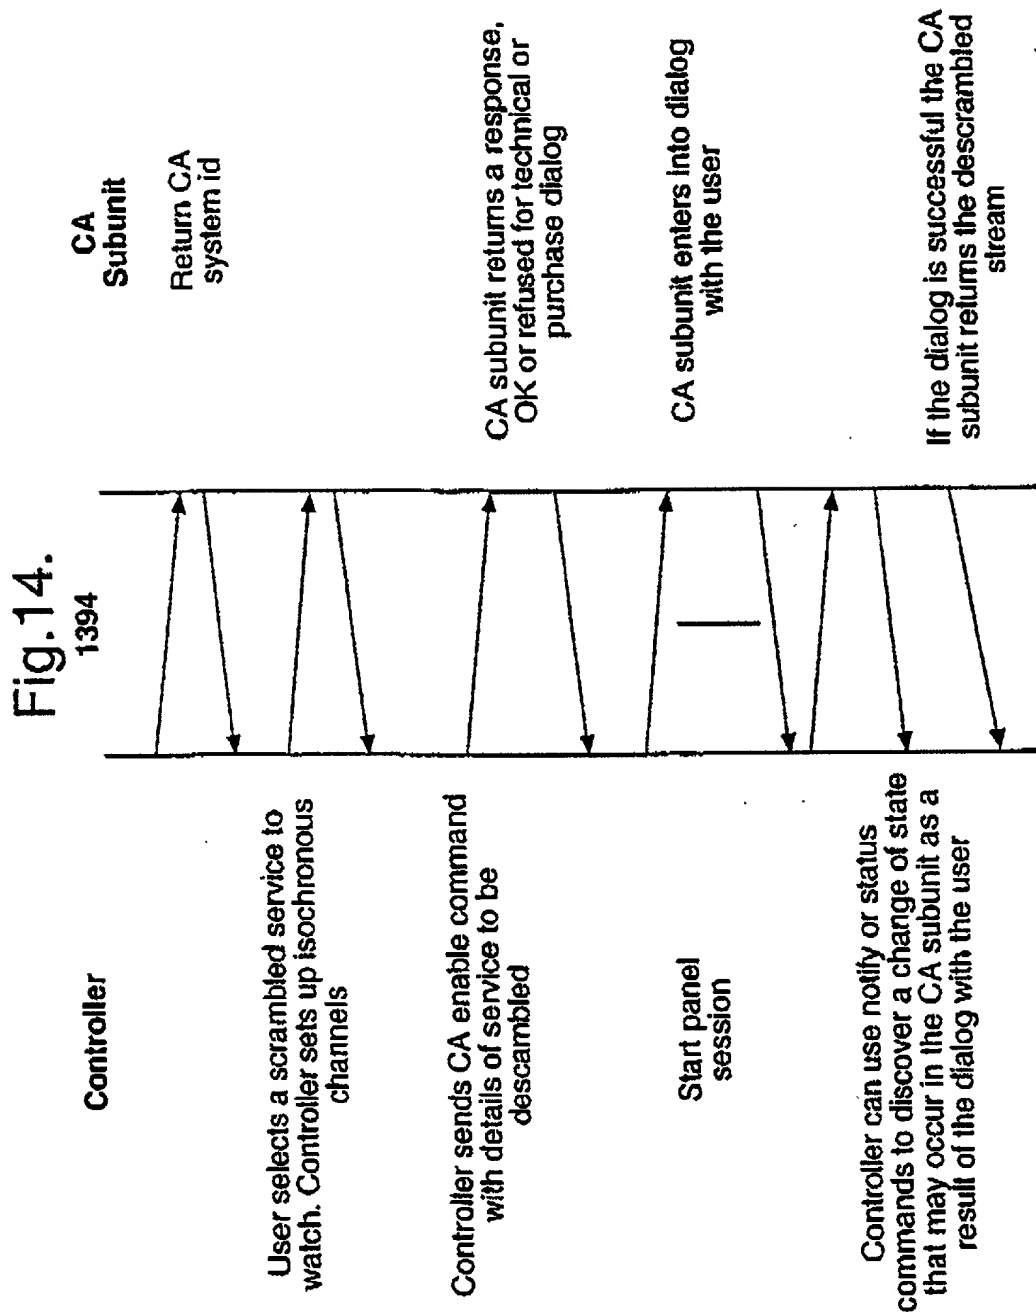 Fig.14.
1394
Controller
CA
Subunit
Return CA
system id
User selects a scrambled service to
watch. Controller sets up isochronous
channels
Controller sends CA enable command
with details of service to be
descambled
CA subunit returns a response,
OK or refused for technical or
purchase dialog
Start panel
session
CA subunit enters into dialog
with the user
Controller can use notify or status
commands to discover a change of state
that may occur in the CA subunit as a
result of the dialog with the user
If the dialog is successful the CA
subunit returns the descrambled
stream